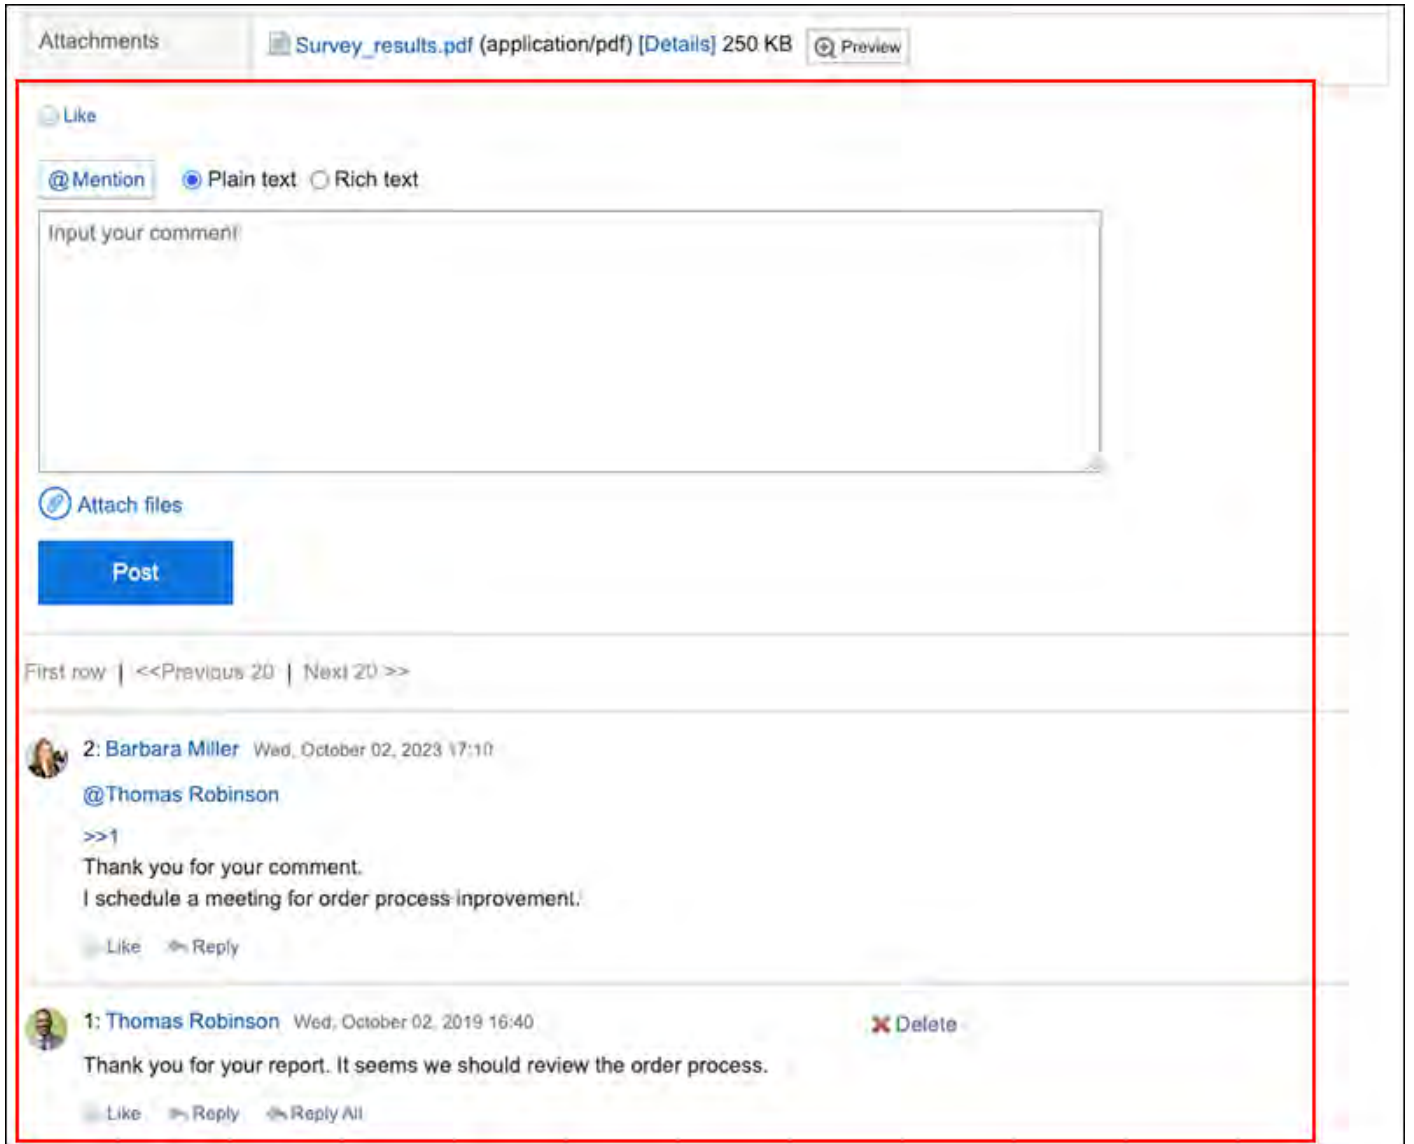 Attachments
Survey_results.pdf (application/pdf) [Details] 250 KB Preview
Like
@Mention Plain text Rich text
Input your comment
Attach files
Post
First row | <<Previous 20 | Next 20 >>
2: Barbara Miller Wed, October 02, 2023 17:10
@Thomas Robinson
>>1
Thank you for your comment.
I schedule a meeting for order process inprovement.
Like Reply
1: Thomas Robinson Wed, October 02, 2019 16:40 Delete
Thank you for your report. It seems we should review the order process.
Like Reply Reply All